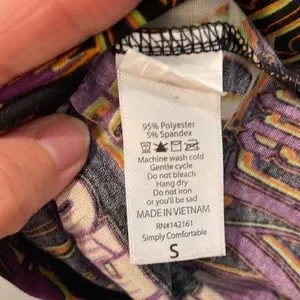 95% Polyester
5% Spandex
Machine wash cold
Gentle cycle
Do not bleach
Hang dry
Do not iron
or you'll be sad
MADE IN VIETNAM
RN#142161
Simply Comfortable
S